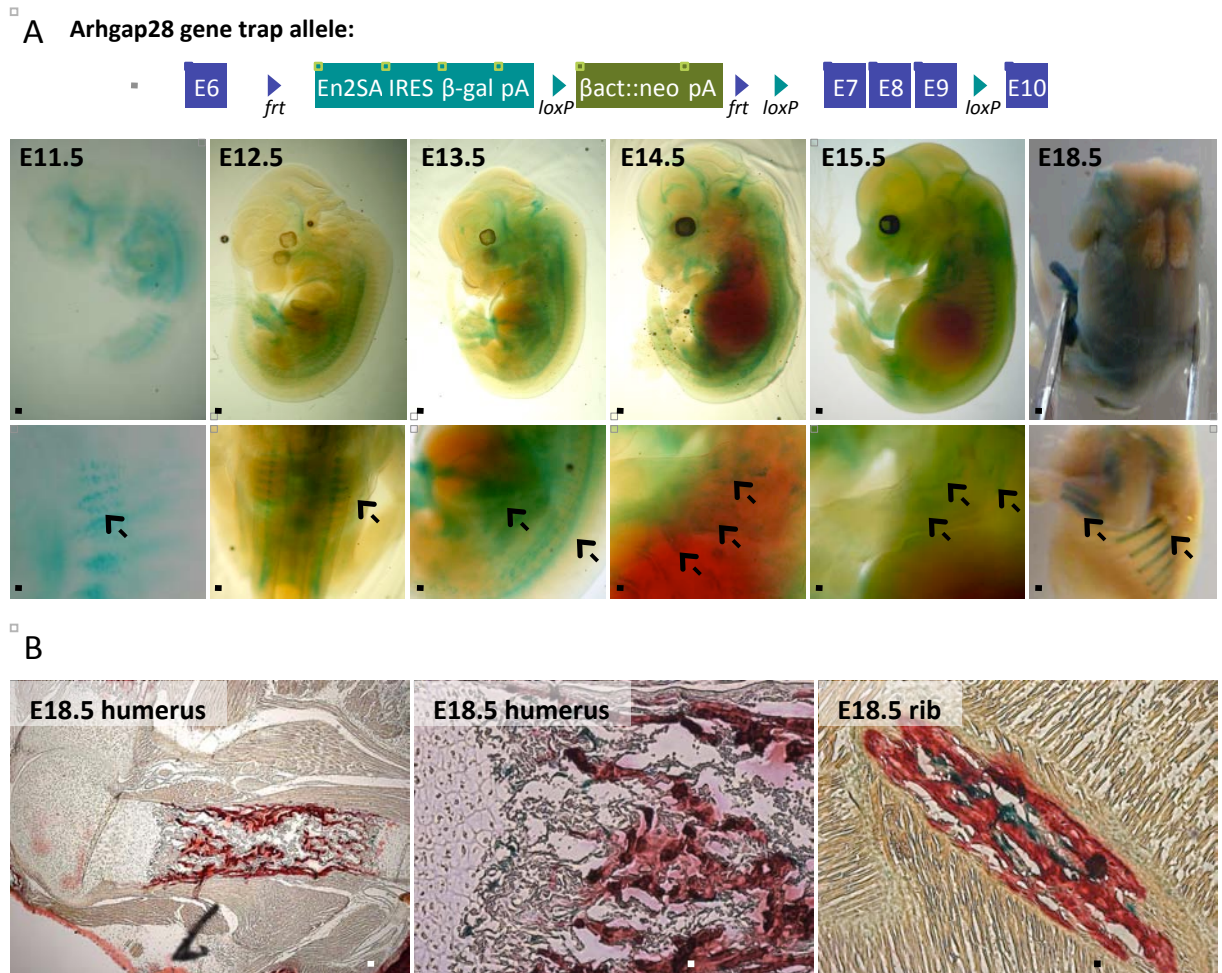 A Arhgap28 gene trap allele:
E6 En2SA IRES β-gal pA βact::neo pA E7 E8 E9 E10
frt loxP frt loxP loxP
E11.5 E12.5 E13.5 E14.5 E15.5 E18.5
B
E18.5 humerus E18.5 humerus E18.5 rib